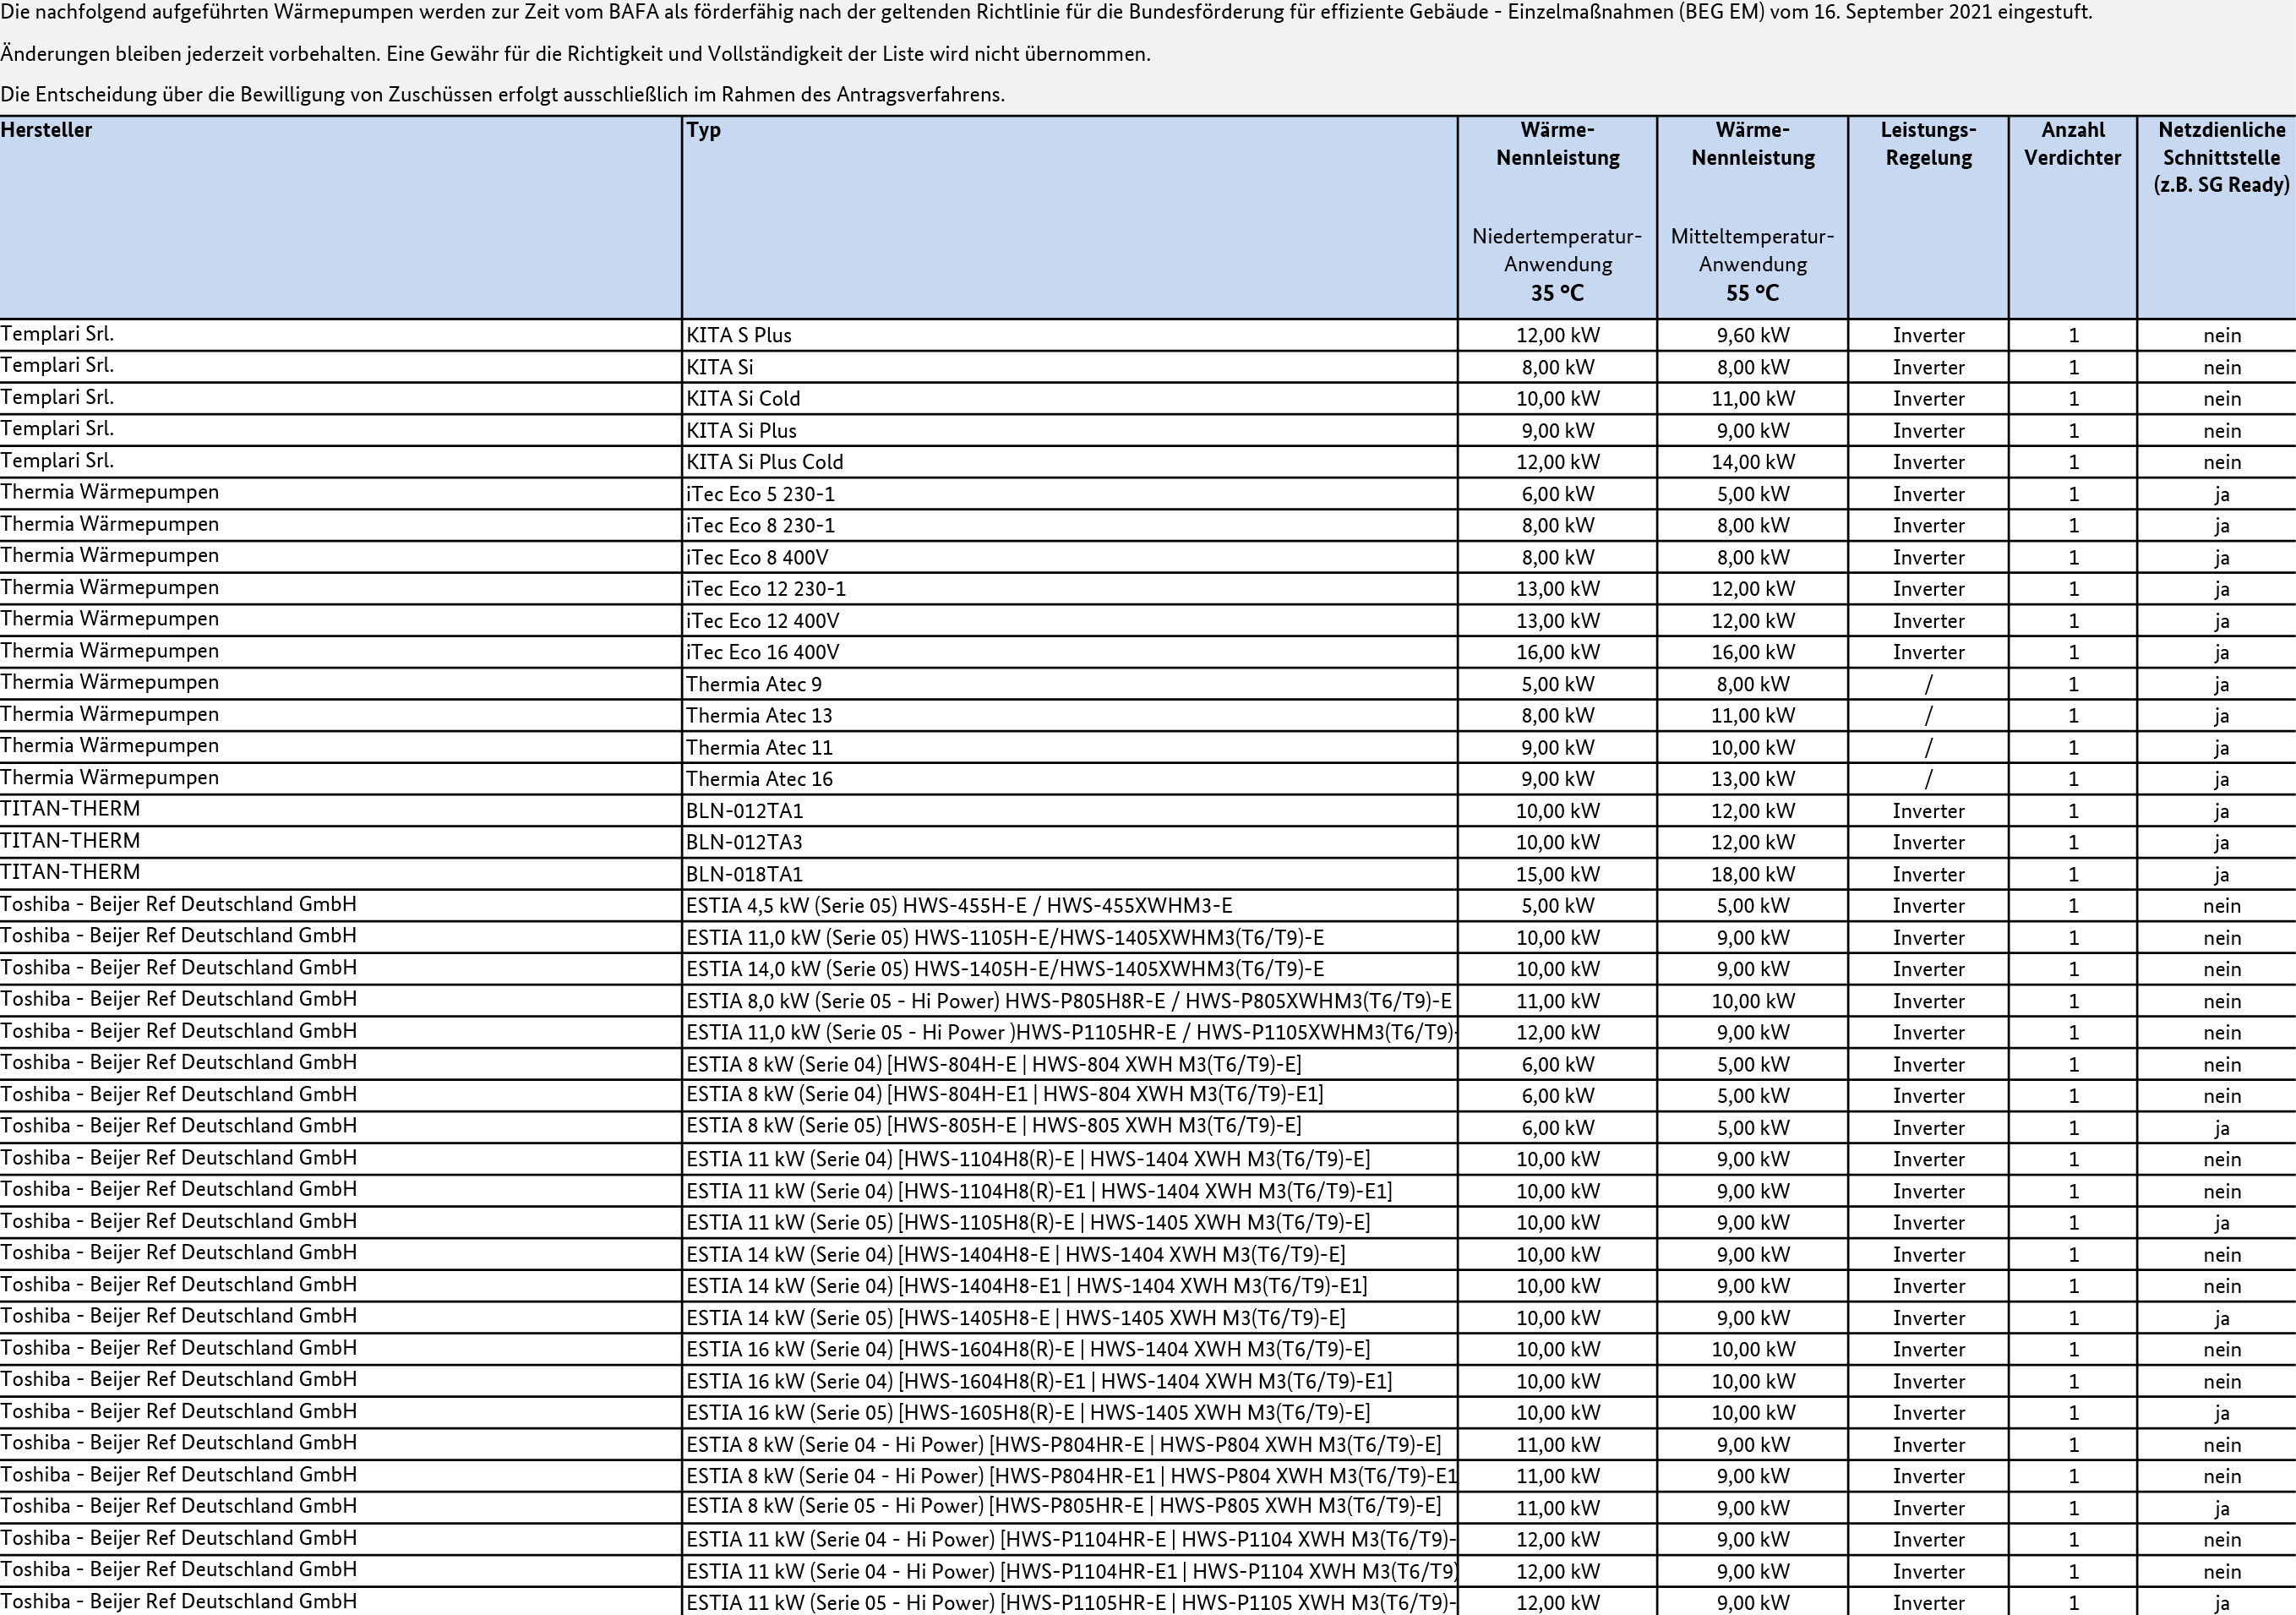 Die nachfolgend aufgeführten Wärmepumpen werden zur Zeit vom BAFA als förderfähig nach der geltenden Richtlinie für die Bundesförderung für effiziente Gebäude - Einzelmaßnahmen (BEG EM) vom 16. September 2021 eingestuft.
Änderungen bleiben jederzeit vorbehalten. Eine Gewähr für die Richtigkeit und Vollständigkeit der Liste wird nicht übernommen.
Die Entscheidung über die Bewilligung von Zuschüssen erfolgt ausschließlich im Rahmen des Antragsverfahrens.
Hersteller Typ Wärme- Wärme- Leistungs- Anzahl Netzdienliche
Nennleistung Nennleistung Regelung Verdichter Schnittstelle
(z.B. SG Ready)
Niedertemperatur- Mitteltemperatur-
Anwendung Anwendung
35 °C 55 °C
Templari Srl. KITA S Plus 12,00 kW 9,60 kW Inverter 1 nein
Templari Srl. KITA Si 8,00 kW 8,00 kW Inverter 1 nein
Templari Srl. KITA Si Cold 10,00 kW 11,00 kW Inverter 1 nein
Templari Srl. KITA Si Plus 9,00 kW 9,00 kW Inverter 1 nein
Templari Srl. KITA Si Plus Cold 12,00 kW 14,00 kW Inverter 1 nein
Thermia Wärmepumpen iTec Eco 5 230-1 6,00 kW 5,00 kW Inverter 1 ja
Thermia Wärmepumpen iTec Eco 8 230-1 8,00 kW 8,00 kW Inverter 1 ja
Thermia Wärmepumpen iTec Eco 8 400V 8,00 kW 8,00 kW Inverter 1 ja
Thermia Wärmepumpen iTec Eco 12 230-1 13,00 kW 12,00 kW Inverter 1 ja
Thermia Wärmepumpen iTec Eco 12 400V 13,00 kW 12,00 kW Inverter 1 ja
Thermia Wärmepumpen iTec Eco 16 400V 16,00 kW 16,00 kW Inverter 1 ja
Thermia Wärmepumpen Thermia Atec 9 5,00 kW 8,00 kW / 1 ja
Thermia Wärmepumpen Thermia Atec 13 8,00 kW 11,00 kW / 1 ja
Thermia Wärmepumpen Thermia Atec 11 9,00 kW 10,00 kW / 1 ja
Thermia Wärmepumpen Thermia Atec 16 9,00 kW 13,00 kW / 1 ja
TITAN-THERM BLN-012TA1 10,00 kW 12,00 kW Inverter 1 ja
TITAN-THERM BLN-012TA3 10,00 kW 12,00 kW Inverter 1 ja
TITAN-THERM BLN-018TA1 15,00 kW 18,00 kW Inverter 1 ja
Toshiba - Beijer Ref Deutschland GmbH ESTIA 4,5 kW (Serie 05) HWS-455H-E / HWS-455XWHM3-E 5,00 kW 5,00 kW Inverter 1 nein
Toshiba - Beijer Ref Deutschland GmbH ESTIA 11,0 kW (Serie 05) HWS-1105H-E/HWS-1405XWHM3(T6/T9)-E 10,00 kW 9,00 kW Inverter 1 nein
Toshiba - Beijer Ref Deutschland GmbH ESTIA 14,0 kW (Serie 05) HWS-1405H-E/HWS-1405XWHM3(T6/T9)-E 10,00 kW 9,00 kW Inverter 1 nein
Toshiba - Beijer Ref Deutschland GmbH ESTIA 8,0 kW (Serie 05 - Hi Power) HWS-P805H8R-E / HWS-P805XWHM3(T6/T9)-E 11,00 kW 10,00 kW Inverter 1 nein
Toshiba - Beijer Ref Deutschland GmbH ESTIA 11,0 kW (Serie 05 - Hi Power )HWS-P1105HR-E / HWS-P1105XWHM3(T6/T9)- 12,00 kW 9,00 kW Inverter 1 nein
Toshiba - Beijer Ref Deutschland GmbH ESTIA 8 kW (Serie 04) [HWS-804H-E | HWS-804 XWH M3(T6/T9)-E] 6,00 kW 5,00 kW Inverter 1 nein
Toshiba - Beijer Ref Deutschland GmbH ESTIA 8 kW (Serie 04) [HWS-804H-E1 | HWS-804 XWH M3(T6/T9)-E1] 6,00 kW 5,00 kW Inverter 1 nein
Toshiba - Beijer Ref Deutschland GmbH ESTIA 8 kW (Serie 05) [HWS-805H-E | HWS-805 XWH M3(T6/T9)-E] 6,00 kW 5,00 kW Inverter 1 ja
Toshiba - Beijer Ref Deutschland GmbH ESTIA 11 kW (Serie 04) [HWS-1104H8(R)-E | HWS-1404 XWH M3(T6/T9)-E] 10,00 kW 9,00 kW Inverter 1 nein
Toshiba - Beijer Ref Deutschland GmbH ESTIA 11 kW (Serie 04) [HWS-1104H8(R)-E1 | HWS-1404 XWH M3(T6/T9)-E1] 10,00 kW 9,00 kW Inverter 1 nein
Toshiba - Beijer Ref Deutschland GmbH ESTIA 11 kW (Serie 05) [HWS-1105H8(R)-E | HWS-1405 XWH M3(T6/T9)-E] 10,00 kW 9,00 kW Inverter 1 ja
Toshiba - Beijer Ref Deutschland GmbH ESTIA 14 kW (Serie 04) [HWS-1404H8-E | HWS-1404 XWH M3(T6/T9)-E] 10,00 kW 9,00 kW Inverter 1 nein
Toshiba - Beijer Ref Deutschland GmbH ESTIA 14 kW (Serie 04) [HWS-1404H8-E1 | HWS-1404 XWH M3(T6/T9)-E1] 10,00 kW 9,00 kW Inverter 1 nein
Toshiba - Beijer Ref Deutschland GmbH ESTIA 14 kW (Serie 05) [HWS-1405H8-E | HWS-1405 XWH M3(T6/T9)-E] 10,00 kW 9,00 kW Inverter 1 ja
Toshiba - Beijer Ref Deutschland GmbH ESTIA 16 kW (Serie 04) [HWS-1604H8(R)-E | HWS-1404 XWH M3(T6/T9)-E] 10,00 kW 10,00 kW Inverter 1 nein
Toshiba - Beijer Ref Deutschland GmbH ESTIA 16 kW (Serie 04) [HWS-1604H8(R)-E1 | HWS-1404 XWH M3(T6/T9)-E1] 10,00 kW 10,00 kW Inverter 1 nein
Toshiba - Beijer Ref Deutschland GmbH ESTIA 16 kW (Serie 05) [HWS-1605H8(R)-E | HWS-1405 XWH M3(T6/T9)-E] 10,00 kW 10,00 kW Inverter 1 ja
Toshiba - Beijer Ref Deutschland GmbH ESTIA 8 kW (Serie 04 - Hi Power) [HWS-P804HR-E | HWS-P804 XWH M3(T6/T9)-E] 11,00 kW 9,00 kW Inverter 1 nein
Toshiba - Beijer Ref Deutschland GmbH ESTIA 8 kW (Serie 04 - Hi Power) [HWS-P804HR-E1 | HWS-P804 XWH M3(T6/T9)-E1 11,00 kW 9,00 kW Inverter 1 nein
Toshiba - Beijer Ref Deutschland GmbH ESTIA 8 kW (Serie 05 - Hi Power) [HWS-P805HR-E | HWS-P805 XWH M3(T6/T9)-E] 11,00 kW 9,00 kW Inverter 1 ja
Toshiba - Beijer Ref Deutschland GmbH ESTIA 11 kW (Serie 04 - Hi Power) [HWS-P1104HR-E | HWS-P1104 XWH M3(T6/T9)- 12,00 kW 9,00 kW Inverter 1 nein
Toshiba - Beijer Ref Deutschland GmbH ESTIA 11 kW (Serie 04 - Hi Power) [HWS-P1104HR-E1 | HWS-P1104 XWH M3(T6/T9) 12,00 kW 9,00 kW Inverter 1 nein
Toshiba - Beijer Ref Deutschland GmbH ESTIA 11 kW (Serie 05 - Hi Power) [HWS-P1105HR-E | HWS-P1105 XWH M3(T6/T9)- 12,00 kW 9,00 kW Inverter 1 ja